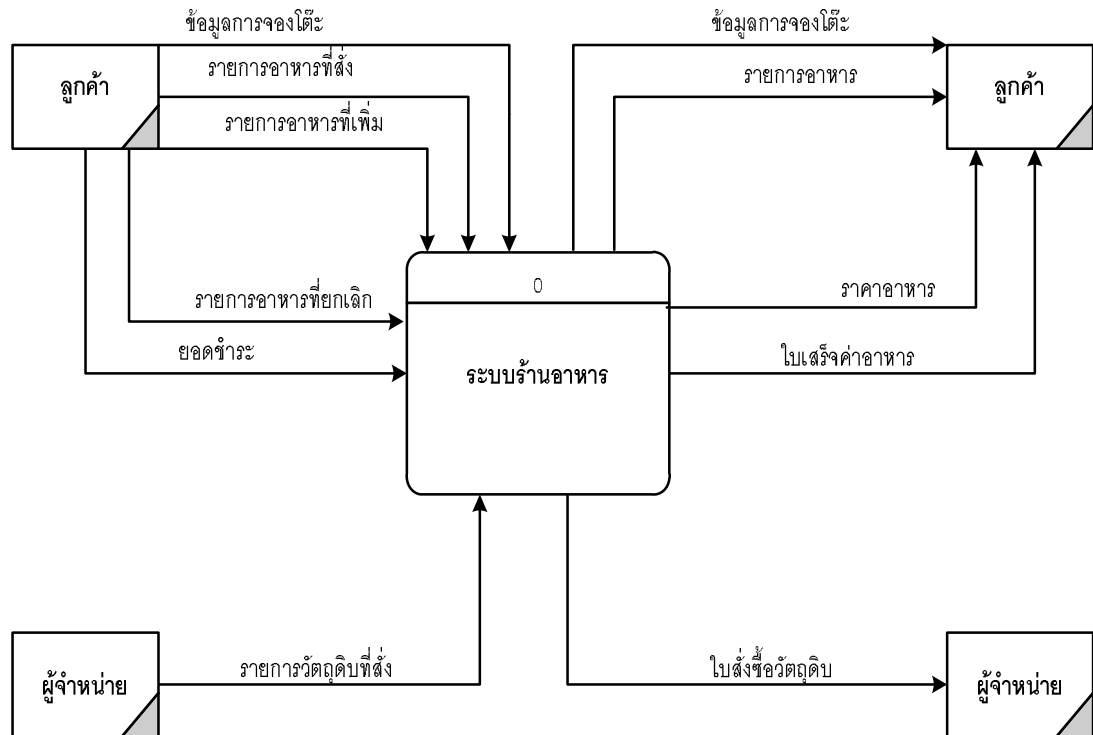 ข้อมูลการจองโต๊ะ
ข้อมูลการจองโต๊ะ
ลูกค้า
รายการอาหารที่สั่ง
รายการอาหาร
ลูกค้า
รายการอาหารที่เพิ่ม
0
รายการอาหารที่ยกเลิก
ราคาอาหาร
ยอดชำระ
ระบบร้านอาหาร
ใบเสร็จค่าอาหาร
ผู้จำหน่าย
รายการวัตถุดิบที่สั่ง
ใบสั่งซื้อวัตถุดิบ
ผู้จำหน่าย